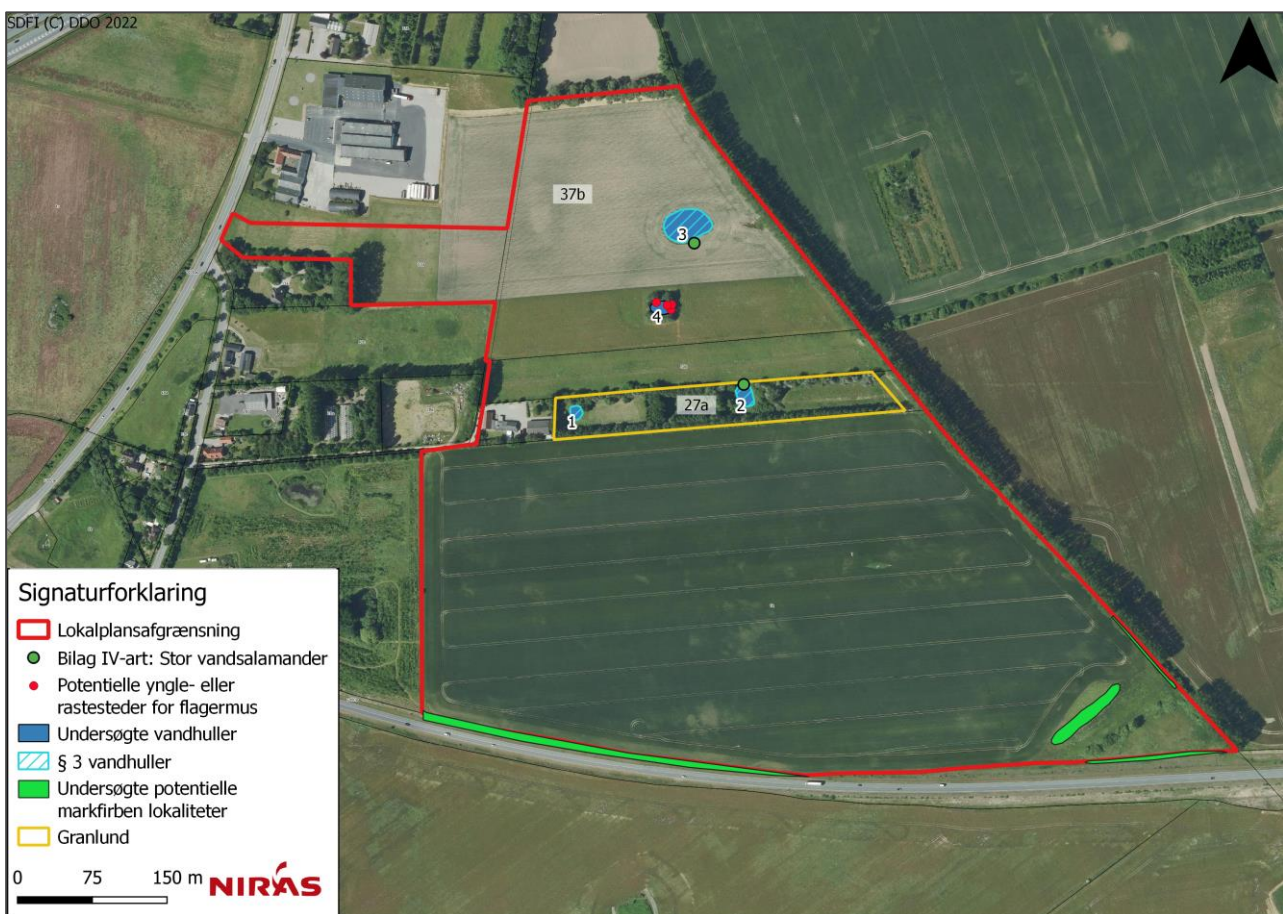 SDFI (C) DDO 2022
37b
3
4
27a
2
1
Signaturforklaring
Lokalplansafgrænsning
Bilag IV-art: Stor vandsalamander
Potentielle yngle- eller
rastesteder for flagermus
Undersøgte vandhuller
§ 3 vandhuller
Undersøgte potentielle
markfirben lokaliteter
Granlund
0 75 150 m
NIRAS